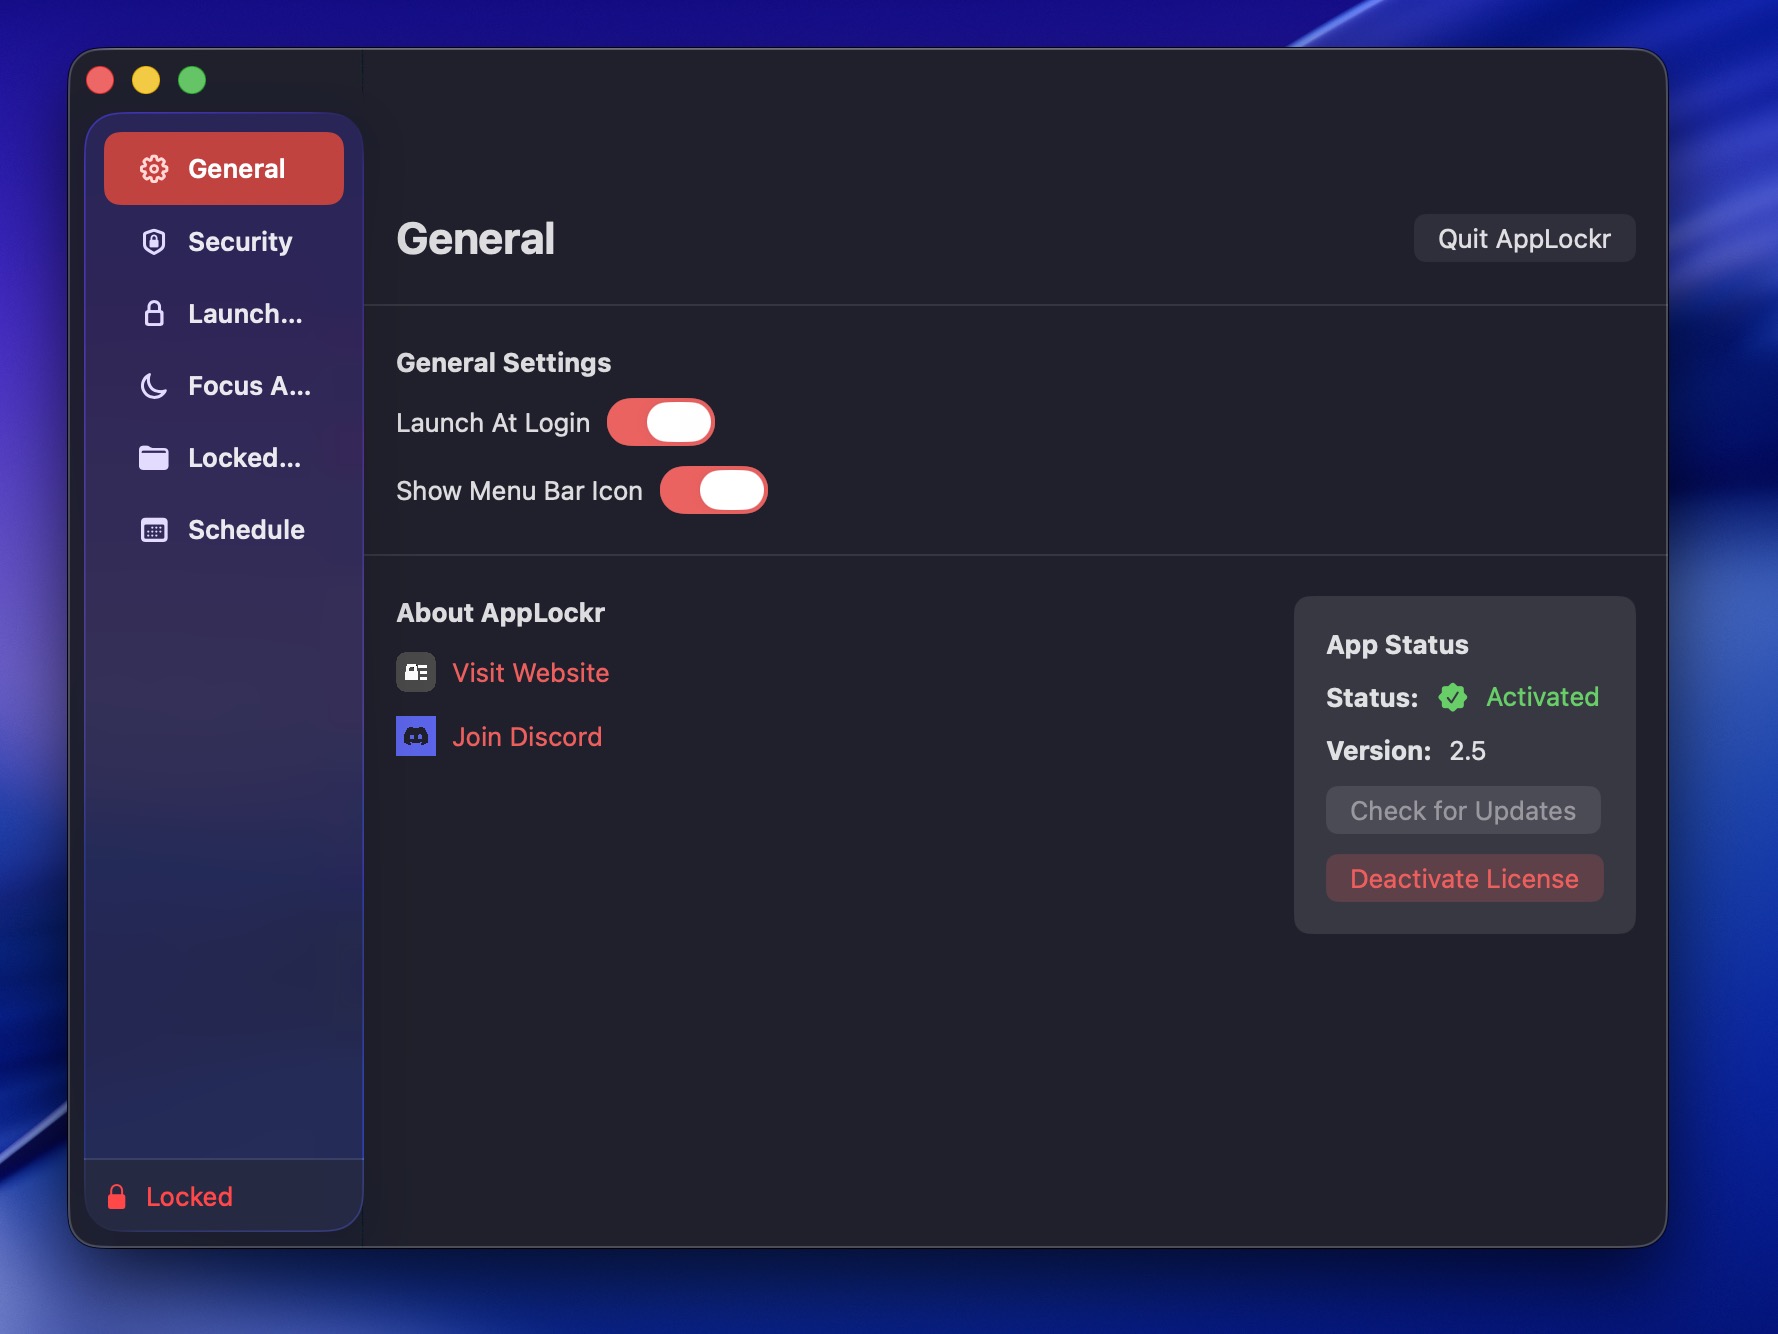 General
Security
Launch...
Focus A...
Locked...
Schedule
Locked
General
Quit AppLockr
General Settings
Launch At Login
Show Menu Bar Icon
About AppLockr
Visit Website
Join Discord
App Status
Status: Activated
Version: 2.5
Check for Updates
Deactivate License